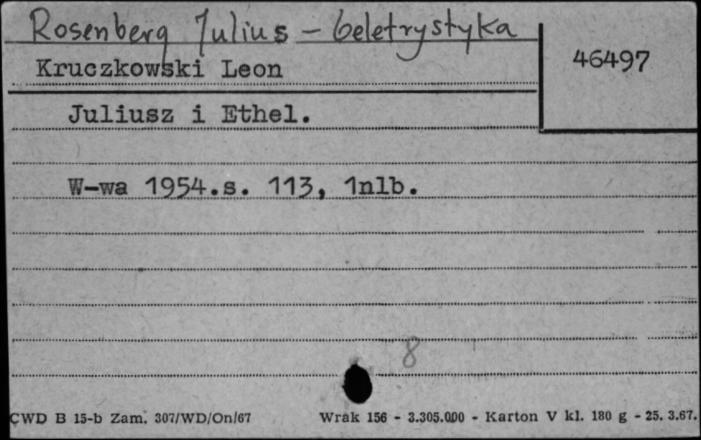 Rosenberg Julius - beletrystyka
46497
Kruczkowski Leon
Juliusz i Ethel.
W-wa 1954.s. 113, 1nlb.
8
CWD B 15-b Zam. 307/WD/On/67 Wrak 156 - 3.305.000 - Karton V kl. 180 g - 25. 3.67.